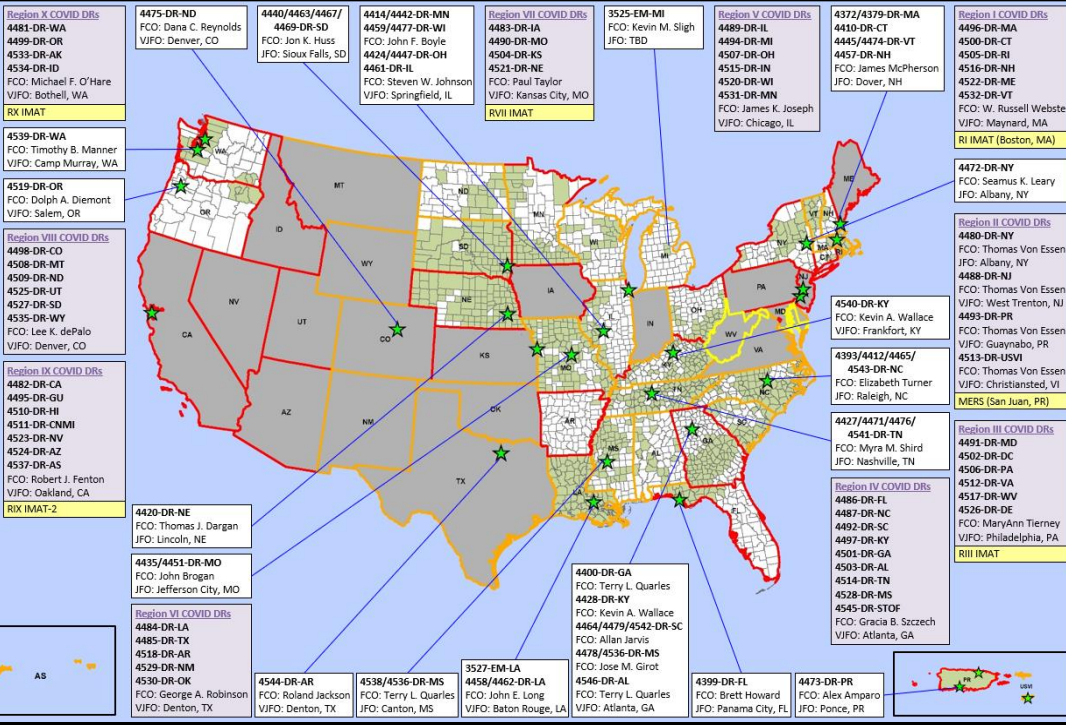 Region X COVID DRs
4481-DR-WA
4499-DR-OR
4533-DR-AK
4534-DR-ID
FCO: Michael F. O'Hare
VJFO: Bothell, WA
RX IMAT
4539-DR-WA
FCO: Timothy B. Manner
VJFO: Camp Murray, WA
4519-DR-OR
FCO: Dolph A. Diemont
VJFO: Salem, OR
Region VIII COVID DRs
4498-DR-CO
4508-DR-MT
4509-DR-ND
4525-DR-UT
4527-DR-SD
4535-DR-WY
FCO: Lee K. dePalo
VJFO: Denver, CO
Region IX COVID DRs
4482-DR-CA
4495-DR-GU
4510-DR-HI
4511-DR-CNMI
4523-DR-NV
4524-DR-AZ
4537-DR-AS
FCO: Robert J. Fenton
VJFO: Oakland, CA
RIX IMAT-2
4475-DR-ND
FCO: Dana C. Reynolds
VJFO: Denver, CO
4440/4463/4467/
4469-DR-SD
FCO: Jon K. Huss
JFO: Sioux Falls, SD
4414/4442-DR-MN
4459/4477-DR-WI
FCO: John F. Boyle
4424/4447-DR-OH
4461-DR-IL
FCO: Steven W. Johnson
VJFO: Springfield, IL
Region VII COVID DRs
4483-DR-IA
4490-DR-MO
4504-DR-KS
4521-DR-NE
FCO: Paul Taylor
VJFO: Kansas City, MO
RVII IMAT
3525-EM-MI
FCO: Kevin M. Sligh
VJFO: TBD
Region V COVID DRs
4489-DR-IL
4494-DR-MI
4507-DR-OH
4515-DR-IN
4520-DR-WI
4531-DR-MN
FCO: James K. Joseph
VJFO: Chicago, IL
4372/4379-DR-MA
4410-DR-CT
4445/4474-DR-VT
4457-DR-NH
FCO: James McPherson
JFO: Dover, NH
Region I COVID DRs
4496-DR-MA
4500-DR-CT
4505-DR-RI
4516-DR-NH
4522-DR-ME
4532-DR-VT
FCO: W. Russell Webste
VJFO: Maynard, MA
RI IMAT (Boston, MA)
4472-DR-NY
FCO: Seamus K. Leary
JFO: Albany, NY
Region II COVID DRs
4480-DR-NY
FCO: Thomas Von Essen
JFO: Albany, NY
4488-DR-NJ
FCO: Thomas Von Essen
VJFO: West Trenton, NJ
4493-DR-PR
FCO: Thomas Von Essen
VJFO: Guaynabo, PR
4513-DR-USVI
FCO: Thomas Von Essen
VJFO: Christiansted, VI
MERS (San Juan, PR)
Region III COVID DRs
4491-DR-MD
4502-DR-DC
4506-DR-PA
4512-DR-VA
4517-DR-WV
4526-DR-DE
FCO: MaryAnn Tierney
VJFO: Philadelphia, PA
RIII IMAT
4540-DR-KY
FCO: Kevin A. Wallace
VJFO: Frankfort, KY
4393/4412/4465/
4543-DR-NC
FCO: Elizabeth Turner
JFO: Raleigh, NC
4427/4471/4476/
4541-DR-TN
FCO: Myra M. Shird
JFO: Nashville, TN
Region IV COVID DRs
4486-DR-FL
4487-DR-NC
4492-DR-SC
4497-DR-KY
4501-DR-GA
4503-DR-AL
4514-DR-TN
4528-DR-MS
4545-DR-STOF
FCO: Gracia B. Szczech
VJFO: Atlanta, GA
WA
OR
CA
NV
ID
MT
WY
UT
AZ
CO
NM
ND
SD
NE
KS
OK
TX
MN
IA
MO
AR
LA
WI
IL
MI
IN
OH
KY
TN
MS
AL
GA
FL
SC
NC
VA
WV
MD
PA
NJ
NY
VT
NH
ME
MA
CT
RI
4420-DR-NE
FCO: Thomas J. Dargan
JFO: Lincoln, NE
4435/4451-DR-MO
FCO: John Brogan
JFO: Jefferson City, MO
Region VI COVID DRs
4484-DR-LA
4485-DR-TX
4518-DR-AR
4529-DR-NM
4530-DR-OK
FCO: George A. Robinson
VJFO: Denton, TX
4544-DR-AR
FCO: Roland Jackson
VJFO: Denton, TX
4538/4536-DR-MS
FCO: Terry L. Quarles
JFO: Canton, MS
3527-EM-LA
4458/4462-DR-LA
FCO: John E. Long
VJFO: Baton Rouge, LA
4400-DR-GA
FCO: Terry L. Quarles
4428-DR-KY
FCO: Kevin A. Wallace
4464/4479/4542-DR-SC
FCO: Allan Jarvis
4478/4536-DR-MS
FCO: Jose M. Girot
4546-DR-AL
FCO: Terry L. Quarles
VJFO: Atlanta, GA
4399-DR-FL
FCO: Brett Howard
JFO: Panama City, FL
4473-DR-PR
FCO: Alex Amparo
JFO: Ponce, PR
AS
PR
USVI